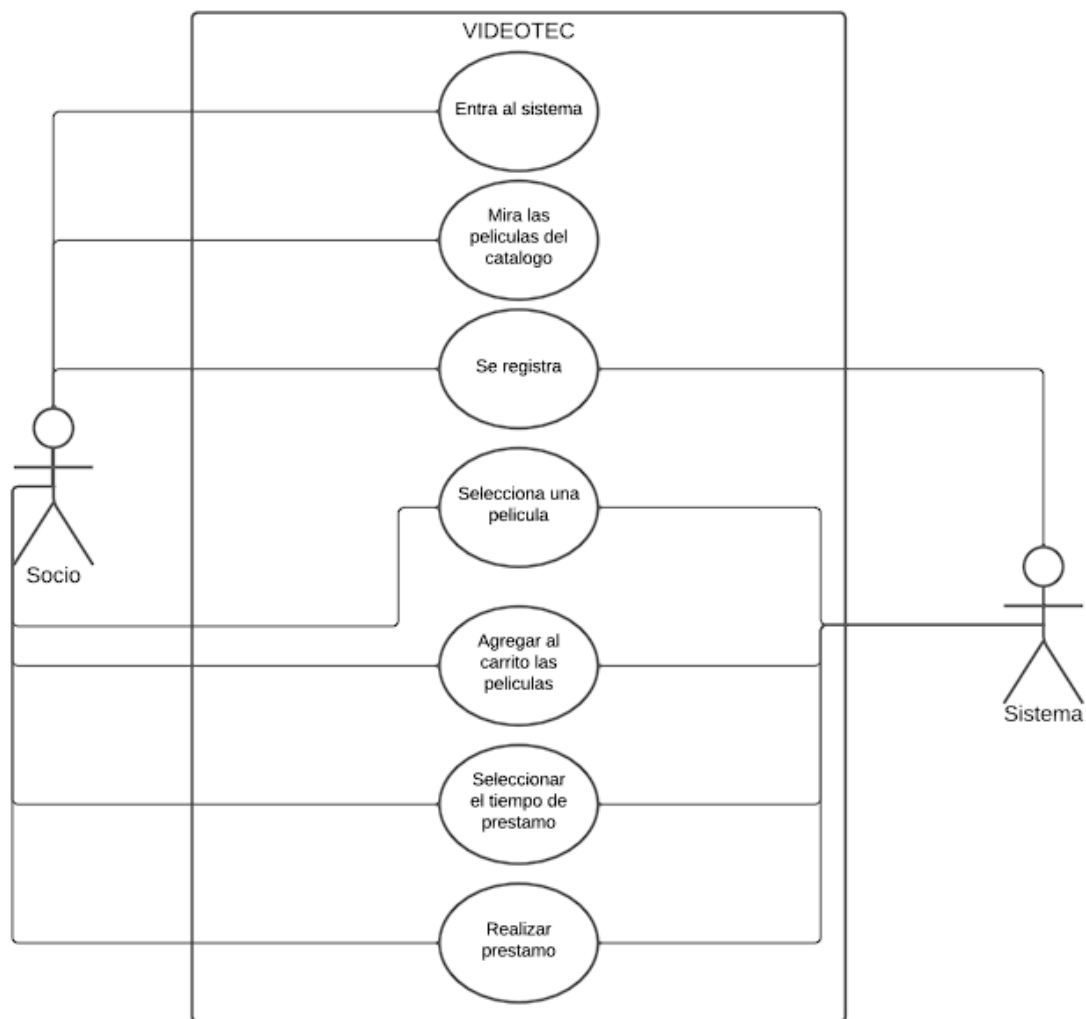 VIDEOTEC
Entra al sistema
Mira las
peliculas del
catalogo
Se registra
Selecciona una
pelicula
Socio
Agregar al
carrito las
peliculas
Sistema
Seleccionar
el tiempo de
prestamo
Realizar
prestamo